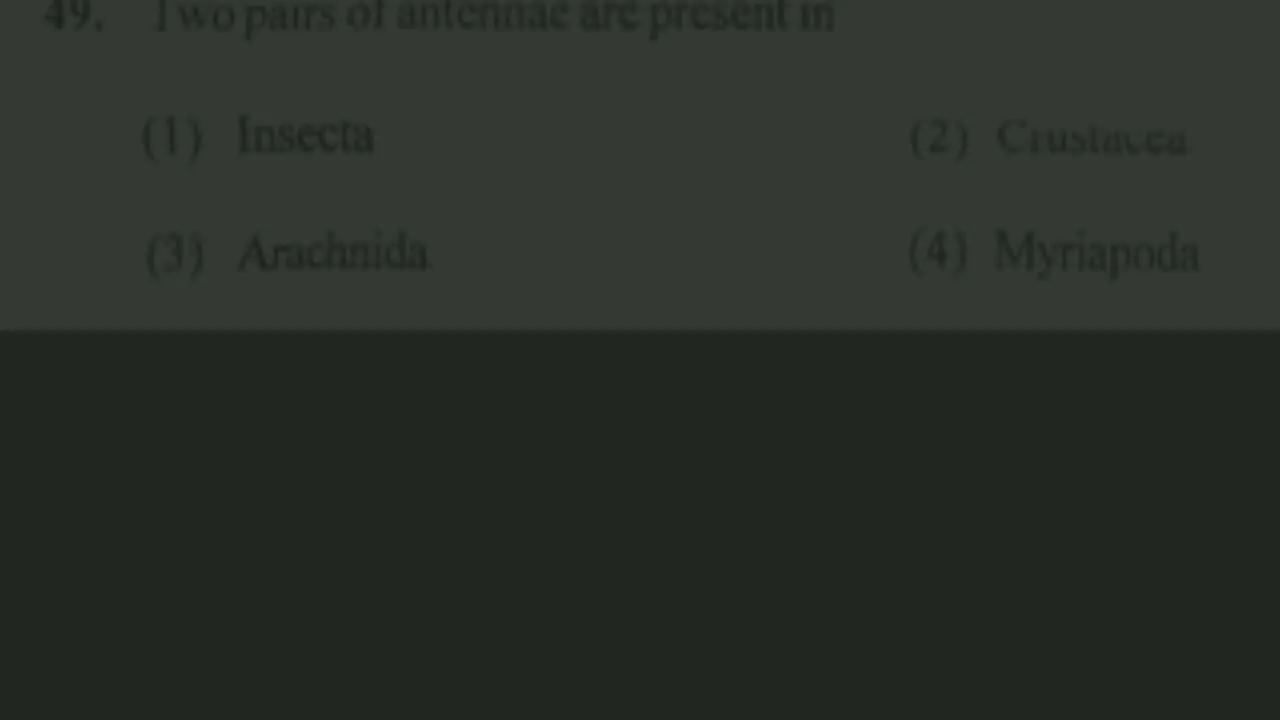 49. Two pairs of antennae are present in
(1) Insecta (2) Crustacea
(3) Arachnida (4) Myriapoda